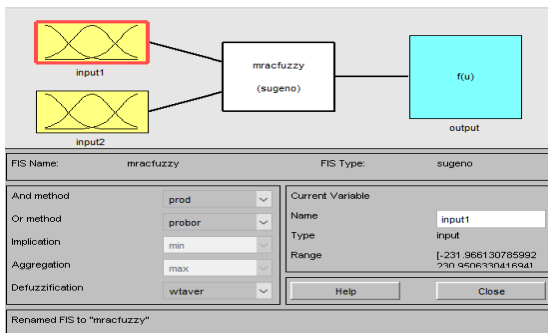 input1
mracfuzzy
(sugeno)
f(u)
input2
output
FIS Name: mracfuzzy FIS Type: sugeno
And method prod
Or method probor
Implication min
Aggregation max
Defuzzification wtaver
Current Variable
Name input1
Type input
Range [-231.966130785992
230.9506330416941
Help Close
Renamed FIS to "mracfuzzy"